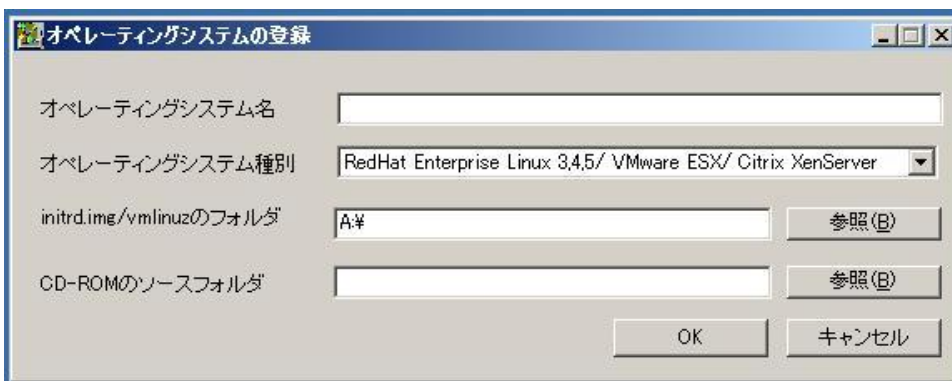 オペレーティングシステムの登録
オペレーティングシステム名
オペレーティングシステム種別 RedHat Enterprise Linux 3,4,5/ VMware ESX/ Citrix XenServer
initrd.img/vmlinuzのフォルダ A:¥ 参照(B)
CD-ROMのソースフォルダ 参照(B)
OK キャンセル